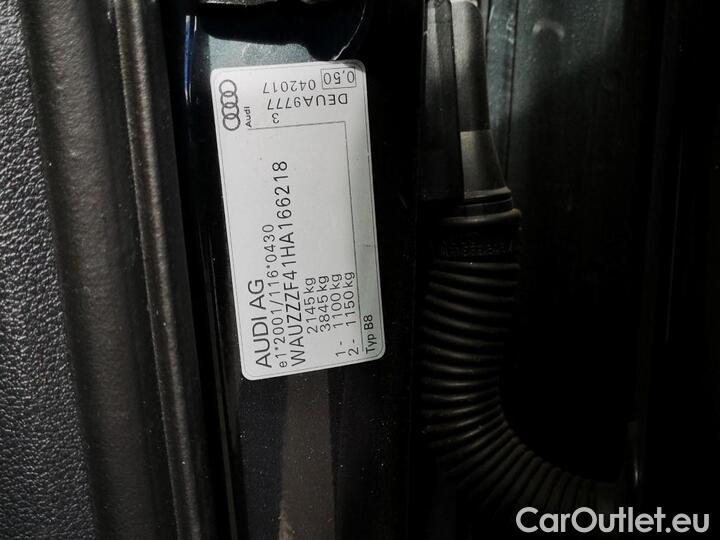 AUDI AG
e1*2001/116*0430
WAUZZZF41HA166218
2145 kg
3845 kg
1- 1100 kg
2- 1150 kg
Typ B8
Audi
3
DEUA9777
0,50 042017
CarOutlet.eu